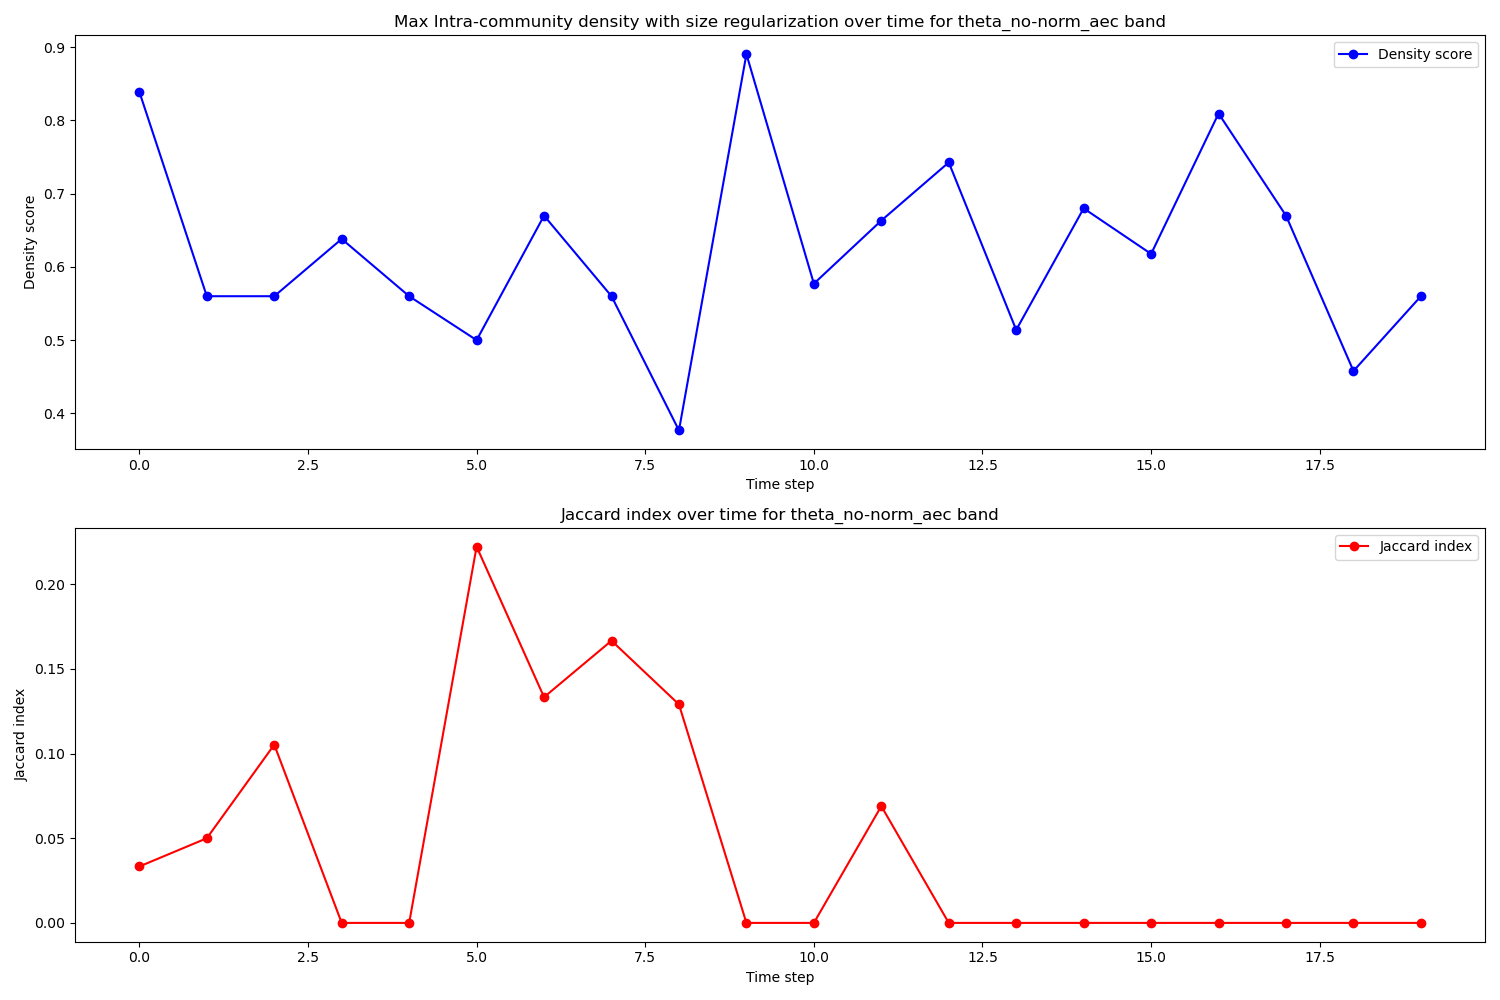 Max Intra-community density with size regularization over time for theta_no-norm_aec band
Density score
0.9
0.8
0.7
0.6
0.5
0.4
Density score
0.0 2.5 5.0 7.5 10.0 12.5 15.0 17.5
Time step
Jaccard index over time for theta_no-norm_aec band
Jaccard index
0.20
0.15
0.10
0.05
0.00
Jaccard index
0.0 2.5 5.0 7.5 10.0 12.5 15.0 17.5
Time step